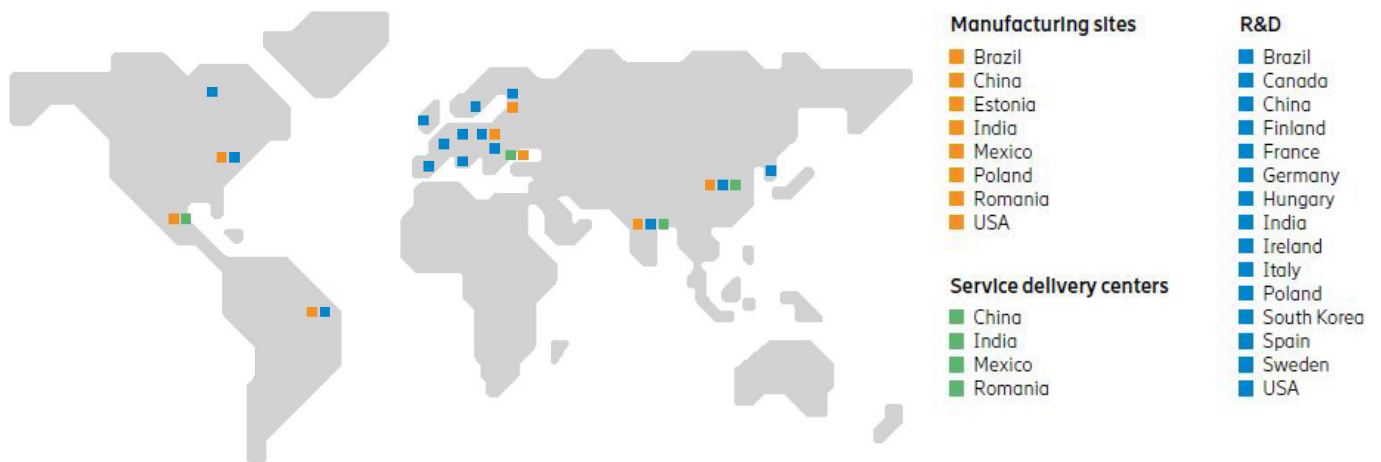 Manufacturing sites
Brazil
China
Estonia
India
Mexico
Poland
Romania
USA
Service delivery centers
China
India
Mexico
Romania
R&D
Brazil
Canada
China
Finland
France
Germany
Hungary
India
Ireland
Italy
Poland
South Korea
Spain
Sweden
USA